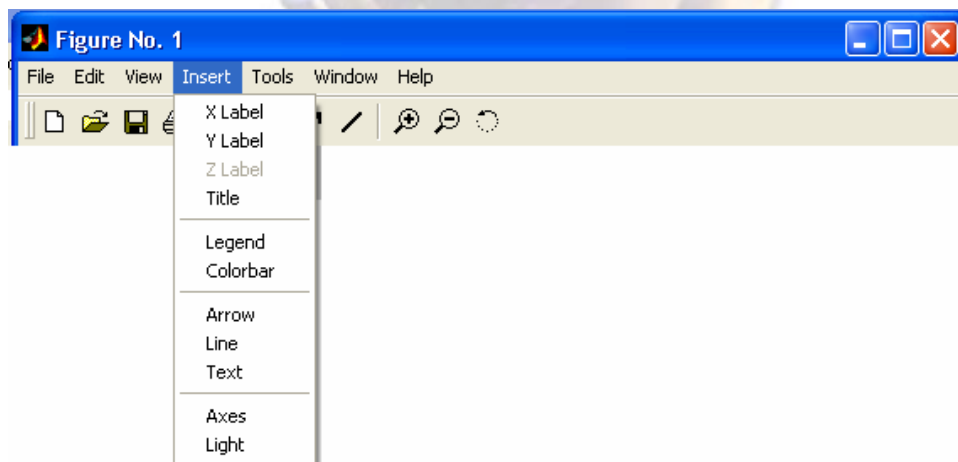 Figure No. 1
File Edit View Insert Tools Window Help
X Label
Y Label
Z Label
Title
Legend
Colorbar
Arrow
Line
Text
Axes
Light